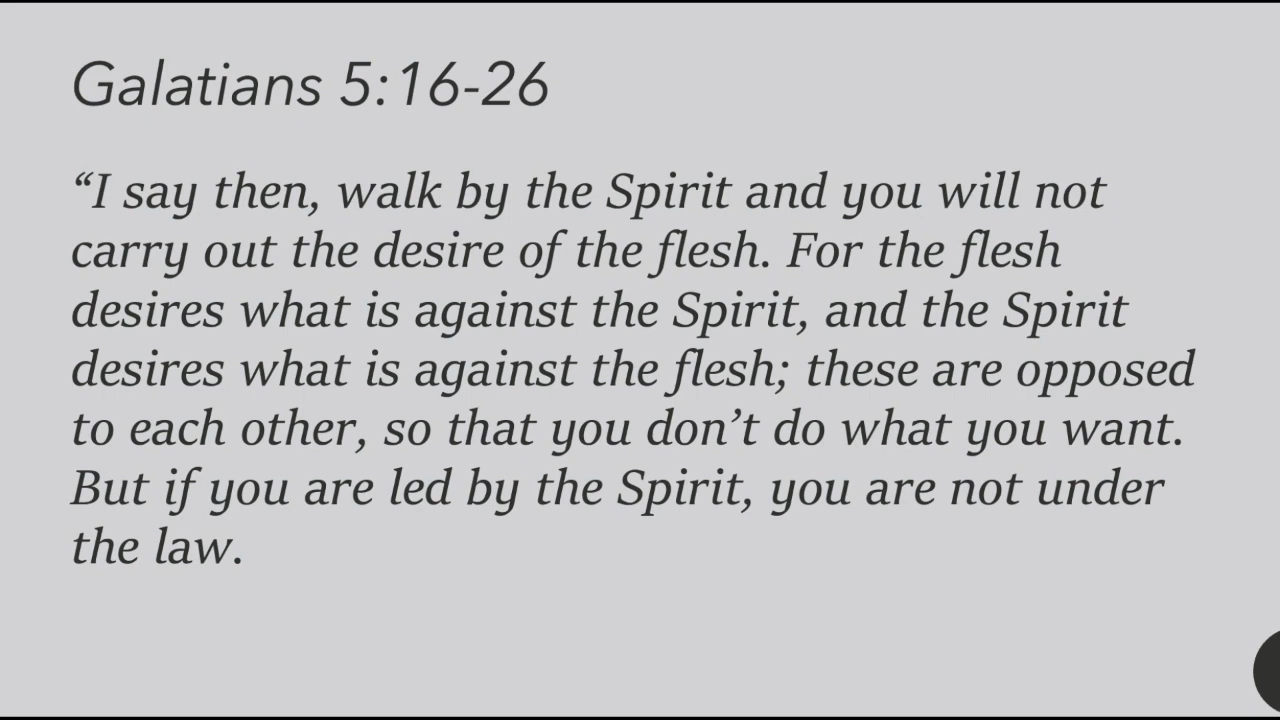 Galatians 5:16-26
“I say then, walk by the Spirit and you will not
carry out the desire of the flesh. For the flesh
desires what is against the Spirit, and the Spirit
desires what is against the flesh; these are opposed
to each other, so that you don’t do what you want.
But if you are led by the Spirit, you are not under
the law.